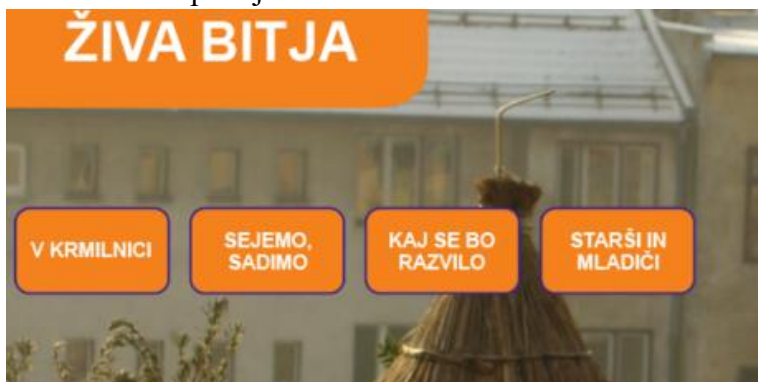 ŽIVA BITJA
V KRMILNICI
SEJEMO,
SADIMO
KAJ SE BO
RAZVILO
STARŠI IN
MLADIČI